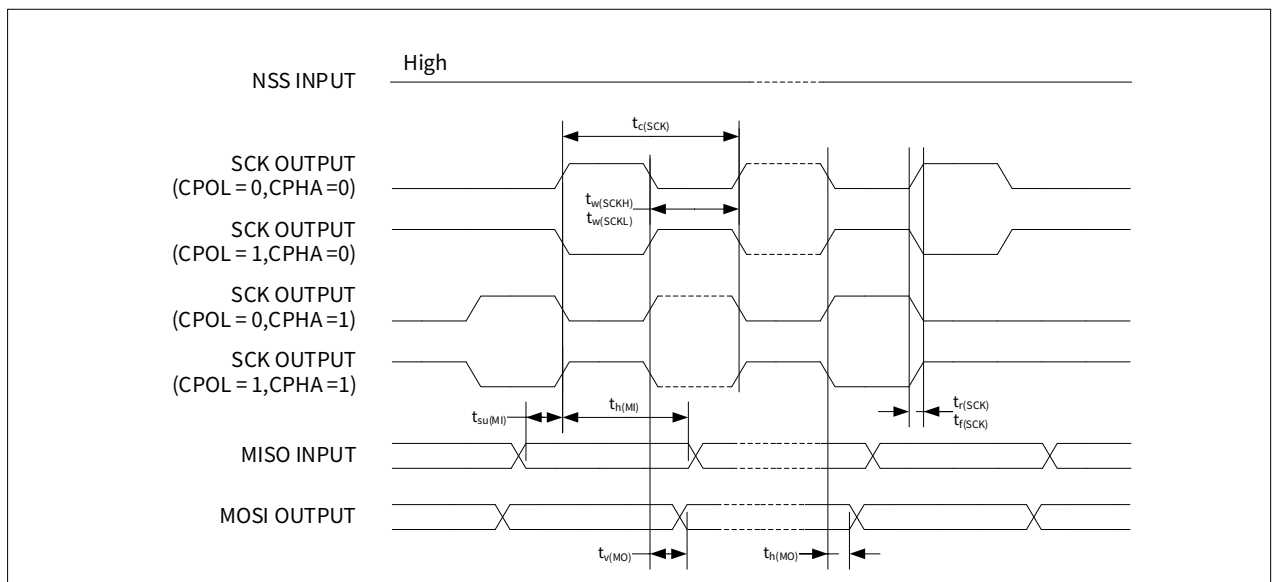 High
NSS INPUT
tc(SCK)
SCK OUTPUT
(CPOL = 0,CPHA =0)
tw(SCKH)
tw(SCKL)
SCK OUTPUT
(CPOL = 1,CPHA =0)
SCK OUTPUT
(CPOL = 0,CPHA =1)
SCK OUTPUT
(CPOL = 1,CPHA =1)
tsu(MI)
th(MI)
tr(SCK)
tf(SCK)
MISO INPUT
MOSI OUTPUT
tv(MO)
th(MO)